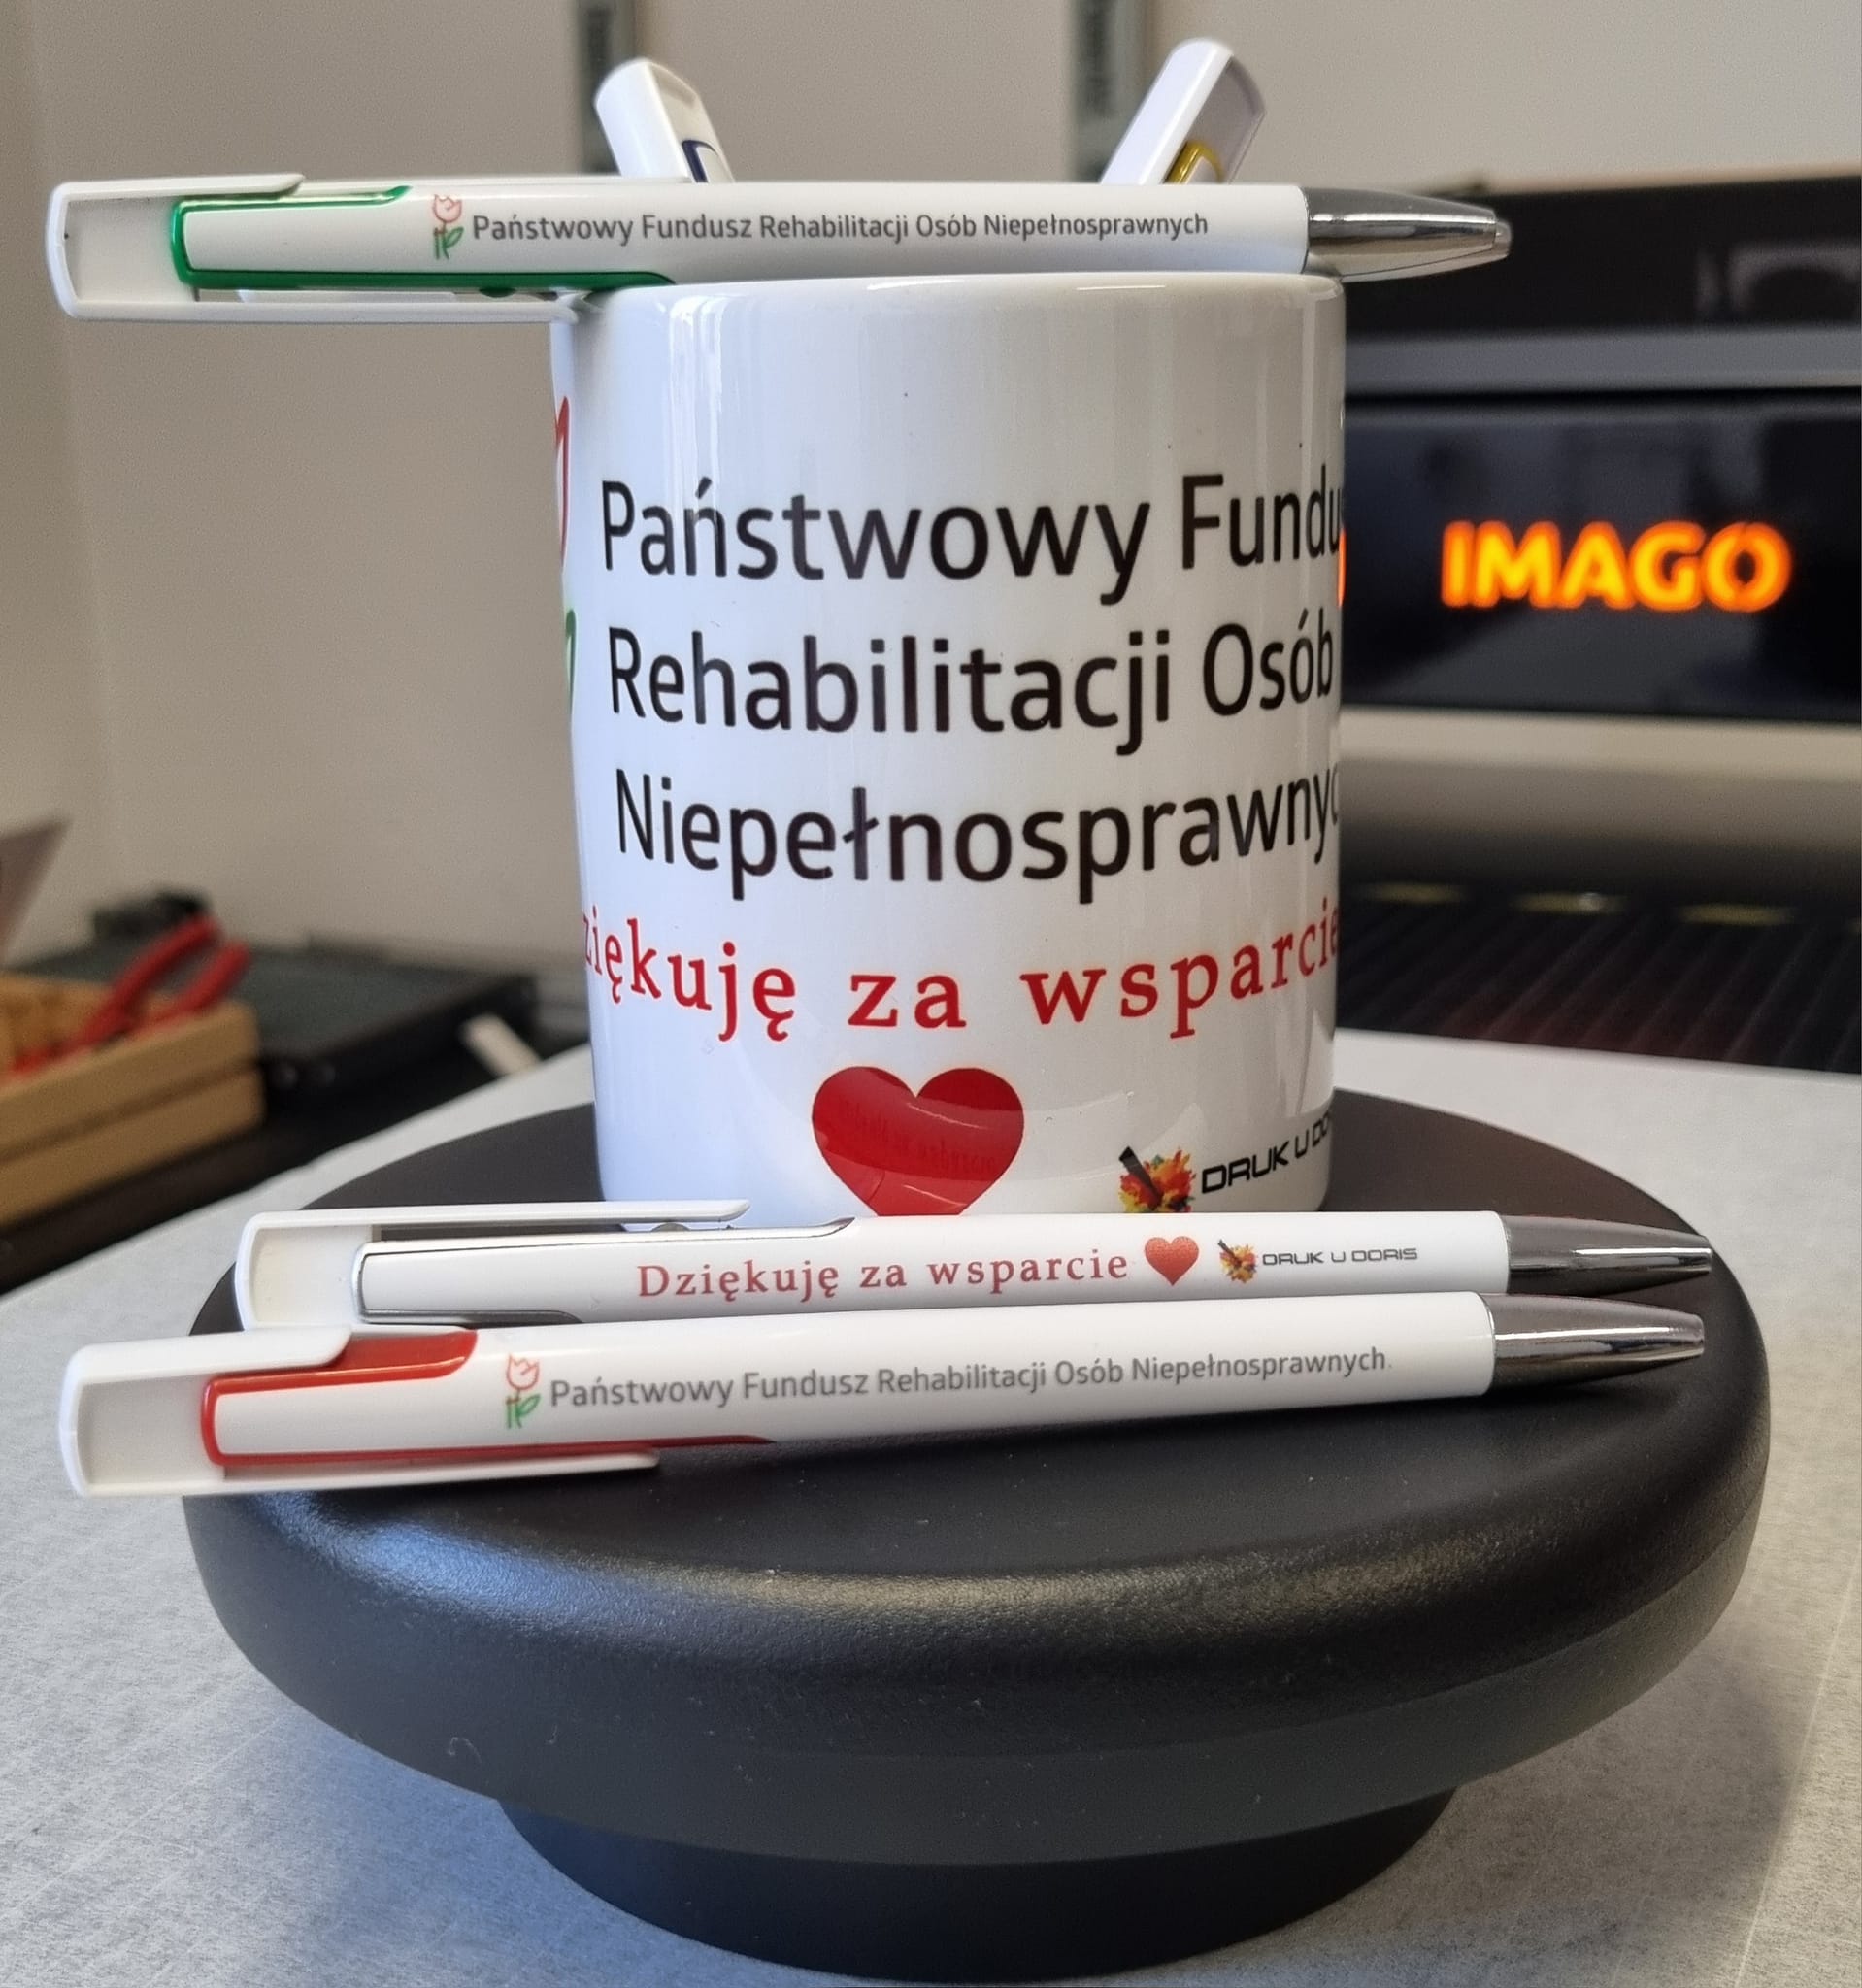 Państwowy Fundusz Rehabilitacji Osób Niepełnosprawnych
Państwowy Fundu
Rehabilitacji Osób
Niepełnosprawnyc
ziękuję za wsparcie
DRUK U DO
IMAGO
Dziękuję za wsparcie DRUK U DORIS
Państwowy Fundusz Rehabilitacji Osób Niepełnosprawnych